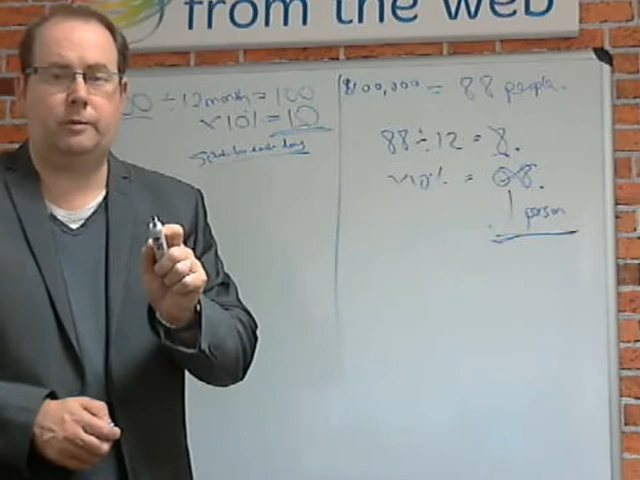 from the web
00 ÷ 12 month = 100
x 10% = 10
$100,000 = 88 people.
88 ÷ 12 = 8.
x 10% = 0.8.
1 person